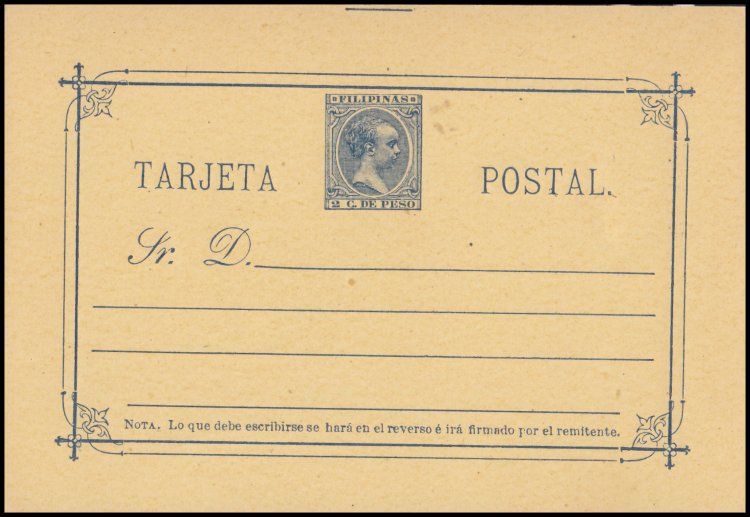 FILIPINAS
TARJETA POSTAL.
2 C. DE PESO
Sr. D.
NOTA. Lo que debe escribirse se hará en el reverso é irá firmado por el remitente.